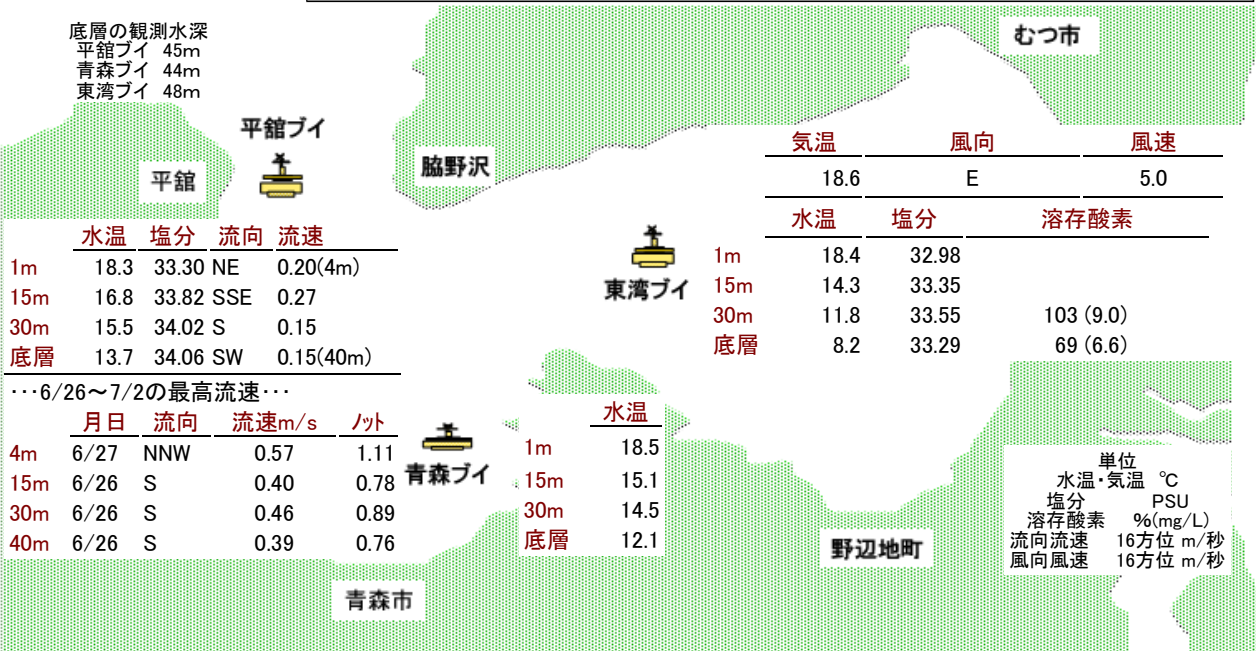 底層の観測水深
平舘ブイ 45m
青森ブイ 44m
東湾ブイ 48m
むつ市
平舘ブイ
平舘
脇野沢
気温 風向 風速
18.6 E 5.0
水温 塩分 溶存酸素
1m 18.4 32.98
15m 14.3 33.35
30m 11.8 33.55 103 (9.0)
底層 8.2 33.29 69 (6.6)
東湾ブイ
水温 塩分 流向 流速
1m 18.3 33.30 NE 0.20(4m)
15m 16.8 33.82 SSE 0.27
30m 15.5 34.02 S 0.15
底層 13.7 34.06 SW 0.15(40m)
･･･6/26～7/2の最高流速･･･
月日 流向 流速m/s ﾉｯﾄ
4m 6/27 NNW 0.57 1.11
15m 6/26 S 0.40 0.78
30m 6/26 S 0.46 0.89
40m 6/26 S 0.39 0.76
青森ブイ
水温
1m 18.5
15m 15.1
30m 14.5
底層 12.1
単位
水温・気温 ℃
塩分 PSU
溶存酸素 %(mg/L)
流向流速 16方位 m/秒
風向風速 16方位 m/秒
野辺地町
青森市